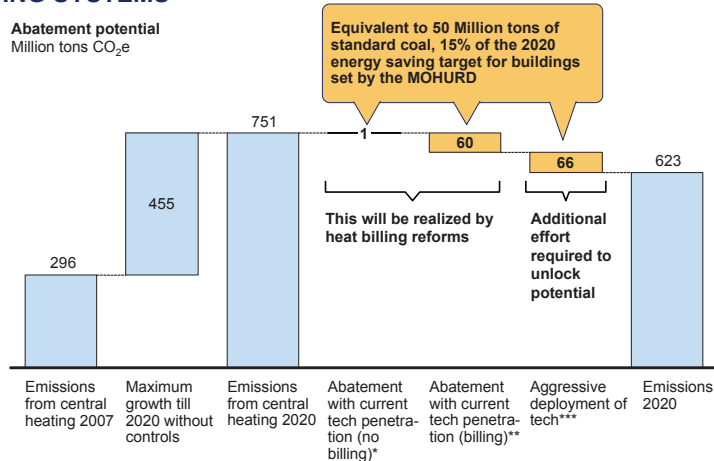 Abatement potential
Million tons CO₂e
Equivalent to 50 Million tons of
standard coal, 15% of the 2020
energy saving target for buildings
set by the MOHURD
751
1
60
66
623
455
296
This will be realized by
heat billing reforms
Additional
effort
required to
unlock
potential
Emissions
from central
heating 2007
Maximum
growth till
2020 without
controls
Emissions
from central
heating 2020
Abatement
with current
tech penetra-
tion (no
billing)*
Abatement
with current
tech penetra-
tion (billing)**
Aggressive
deployment of
tech***
Emissions
2020